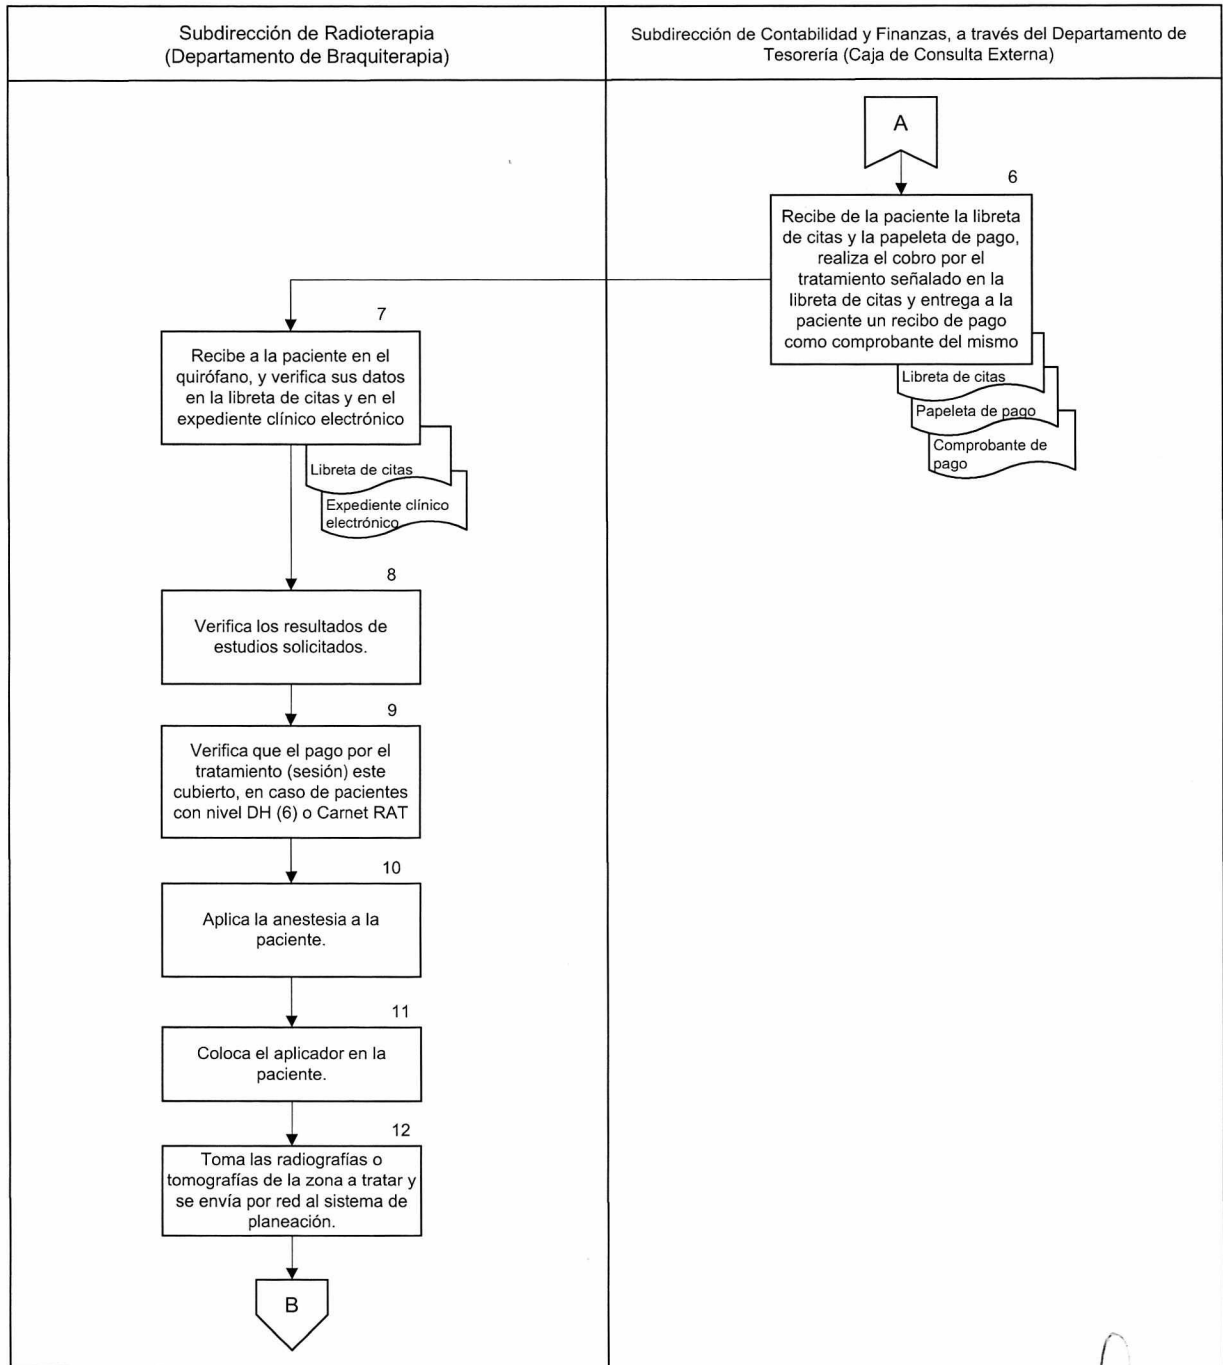 Subdirección de Radioterapia
(Departamento de Braquiterapia)
Subdirección de Contabilidad y Finanzas, a través del Departamento de
Tesorería (Caja de Consulta Externa)
A
6
Recibe de la paciente la libreta
de citas y la papeleta de pago,
realiza el cobro por el
tratamiento señalado en la
libreta de citas y entrega a la
paciente un recibo de pago
como comprobante del mismo
Libreta de citas
Papeleta de pago
Comprobante de
pago
7
Recibe a la paciente en el
quirófano, y verifica sus datos
en la libreta de citas y en el
expediente clínico electrónico
Libreta de citas
Expediente clínico
electrónico
8
Verifica los resultados de
estudios solicitados.
9
Verifica que el pago por el
tratamiento (sesión) este
cubierto, en caso de pacientes
con nivel DH (6) o Carnet RAT
10
Aplica la anestesia a la
paciente.
11
Coloca el aplicador en la
paciente.
12
Toma las radiografías o
tomografías de la zona a tratar y
se envía por red al sistema de
planeación.
B